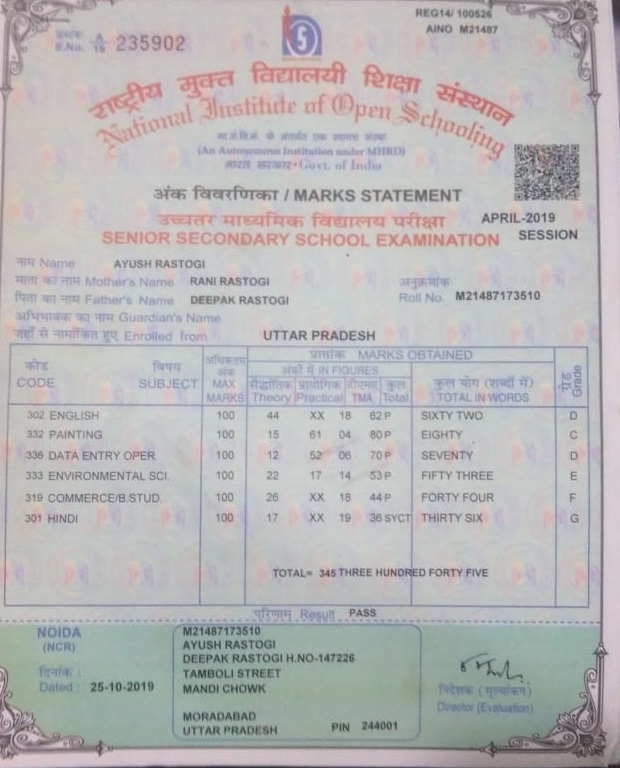 REG14/ 100526
AINO M21487
क्रमांक
S.No. A/19 235902
राष्ट्रीय मुक्त विद्यालयी शिक्षा संस्थान
National Institute of Open Schooling
(An Autonomous Institution under MHRD)
भारत सरकार • Govt. of India
अंक विवरणिका / MARKS STATEMENT
उच्चतर माध्यमिक विद्यालय परीक्षा APRIL-2019
SENIOR SECONDARY SCHOOL EXAMINATION SESSION
नाम Name AYUSH RASTOGI
माता का नाम Mother's Name RANI RASTOGI अनुक्रमांक
पिता का नाम Father's Name DEEPAK RASTOGI Roll No. M21487173510
अभिभावक का नाम Guardian's Name
जहाँ से नामांकित हुए Enrolled from UTTAR PRADESH
कोड विषय अधिकतम अंक प्राप्तांक MARKS OBTAINED ग्रेड
अंकों में IN FIGURES
सैद्धांतिक प्रायोगिक टीएमए कुल कुल योग (शब्दों में)
CODE SUBJECT MAX MARKS Theory Practical TMA Total TOTAL IN WORDS Grade
302 ENGLISH 100 44 XX 18 62 P SIXTY TWO D
332 PAINTING 100 15 61 04 80 P EIGHTY C
336 DATA ENTRY OPER. 100 12 52 06 70 P SEVENTY D
333 ENVIRONMENTAL SCI. 100 22 17 14 53 P FIFTY THREE E
319 COMMERCE/B.STUD. 100 26 XX 18 44 P FORTY FOUR F
301 HINDI 100 17 XX 19 36 SYCT THIRTY SIX G
TOTAL= 345 THREE HUNDRED FORTY FIVE
परिणाम Result PASS
NOIDA
(NCR)
दिनांक :
Dated : 25-10-2019
M21487173510
AYUSH RASTOGI
DEEPAK RASTOGI H.NO-147226
TAMBOLI STREET
MANDI CHOWK
MORADABAD
UTTAR PRADESH PIN 244001
निदेशक (मूल्यांकन)
Director (Evaluation)